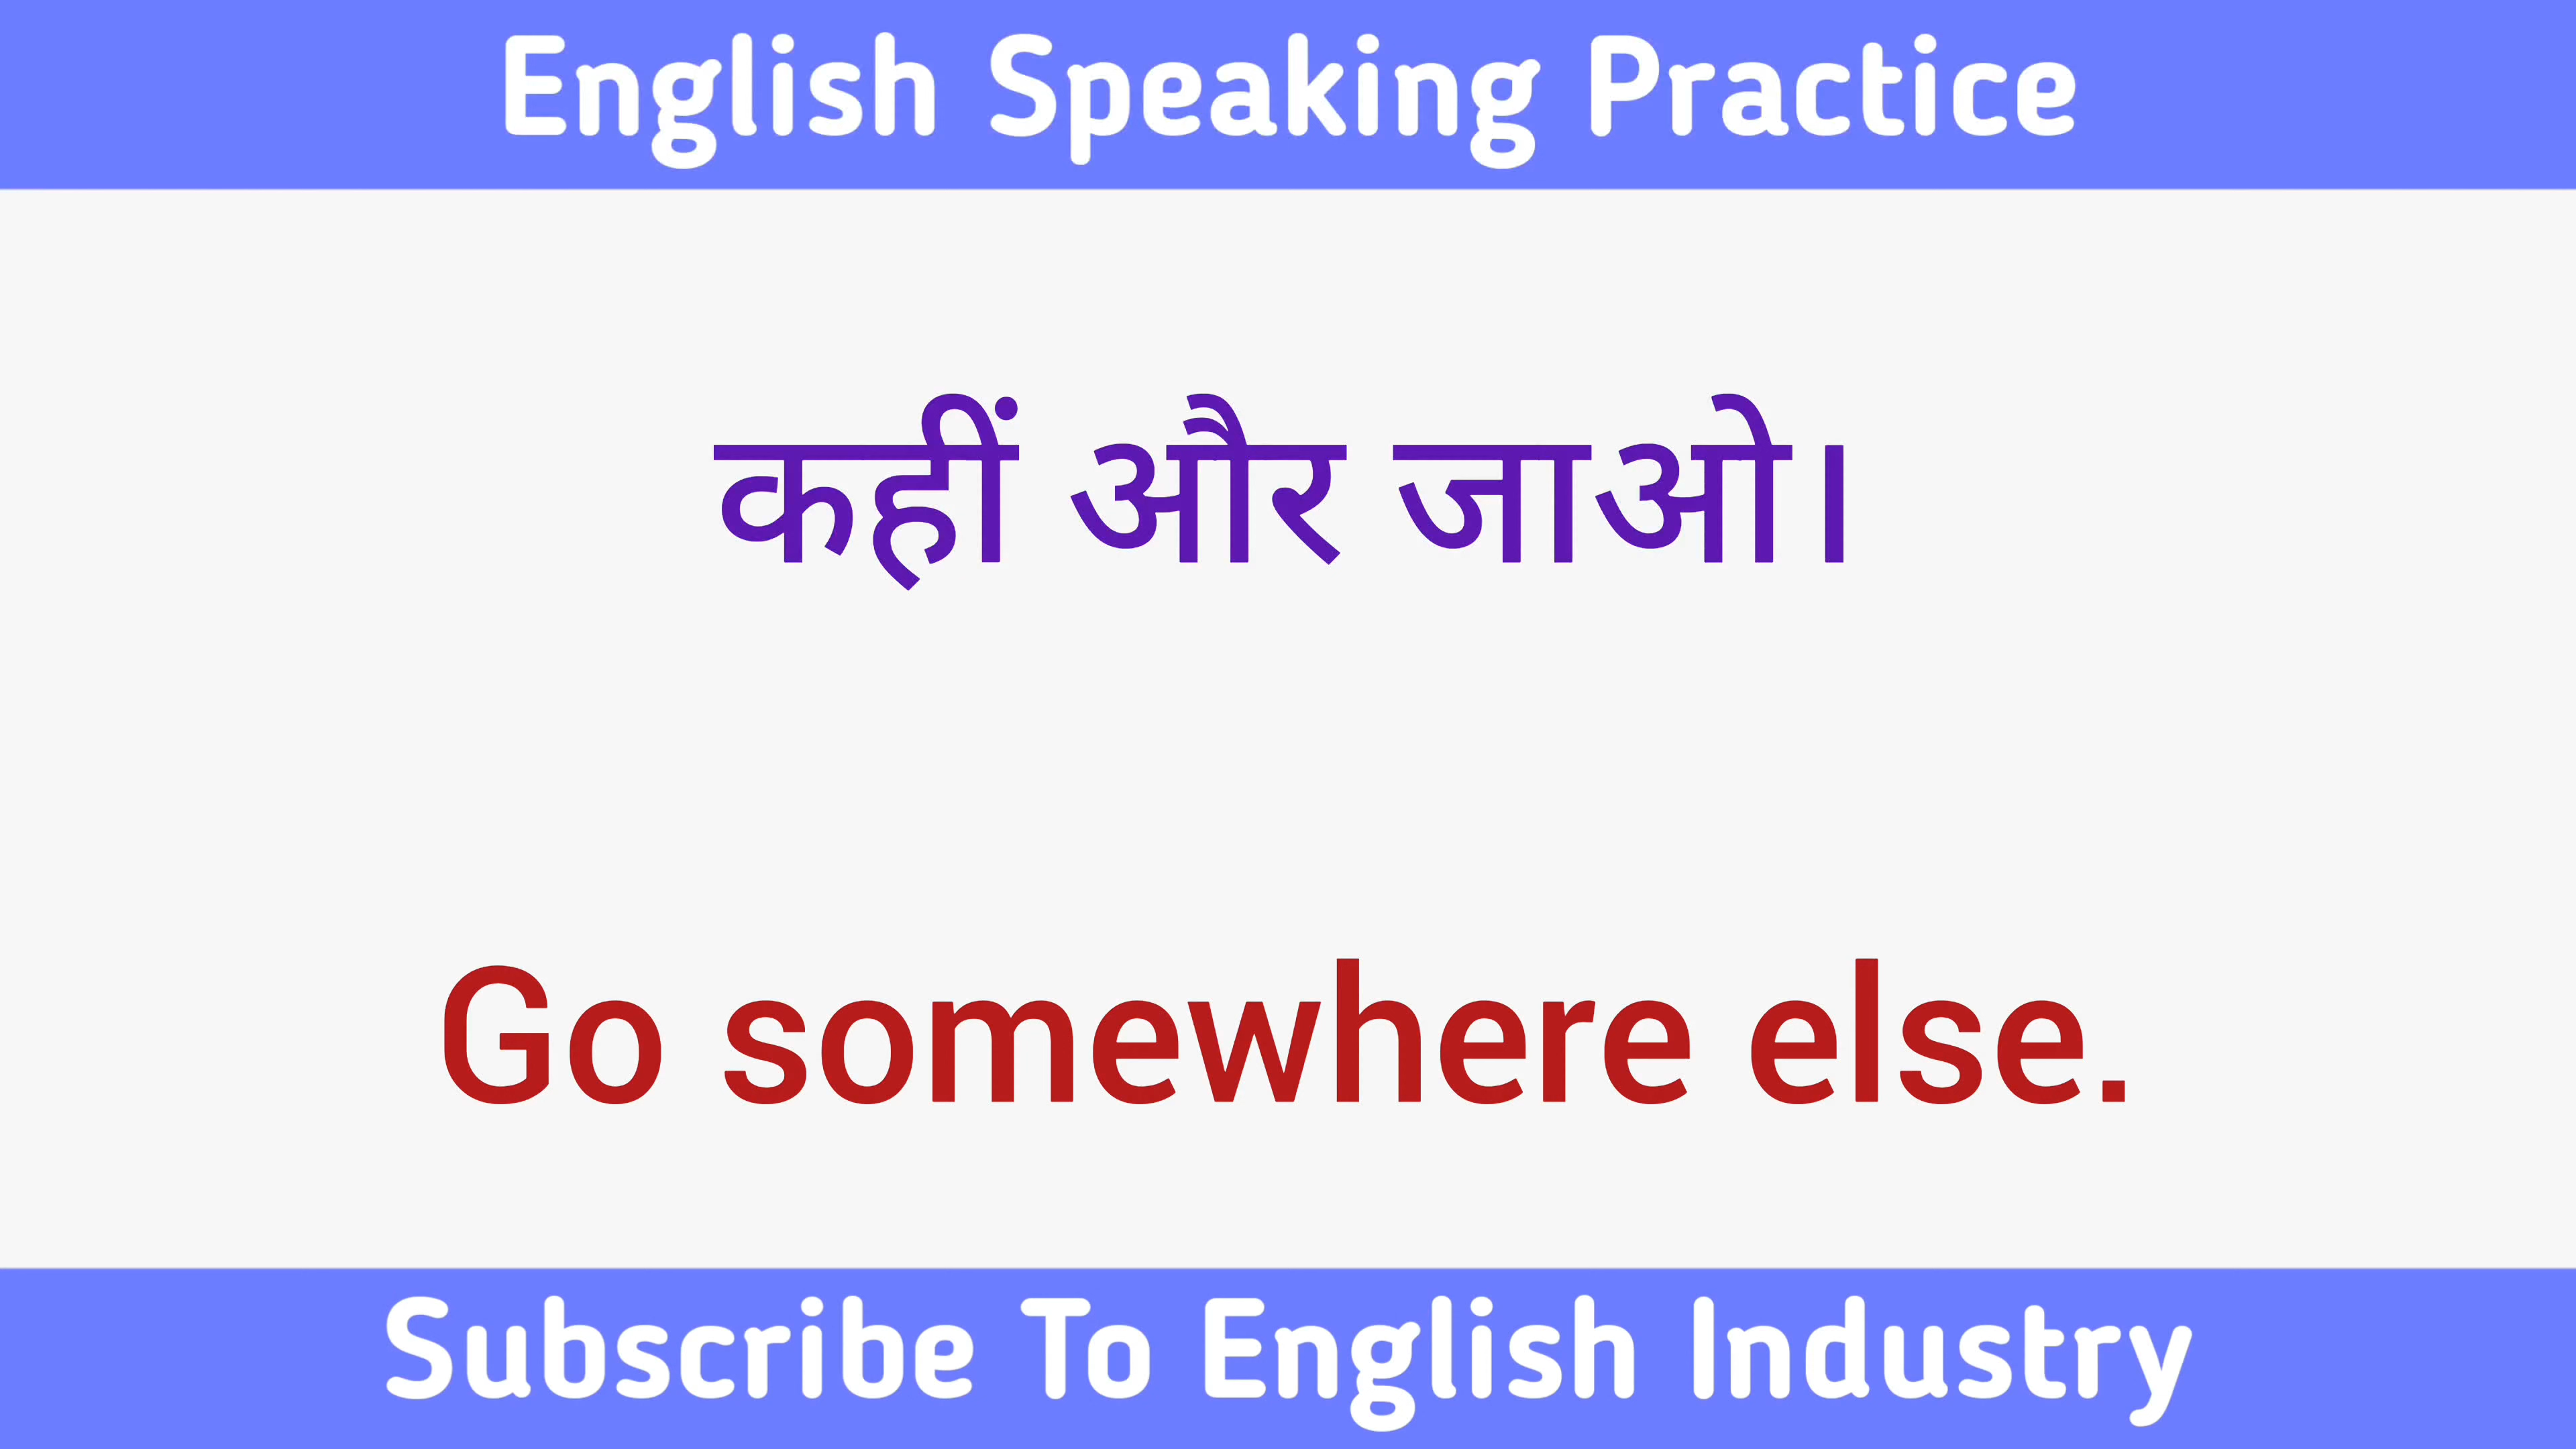 English Speaking Practice
कहीं और जाओ।
Go somewhere else.
Subscribe To English Industry